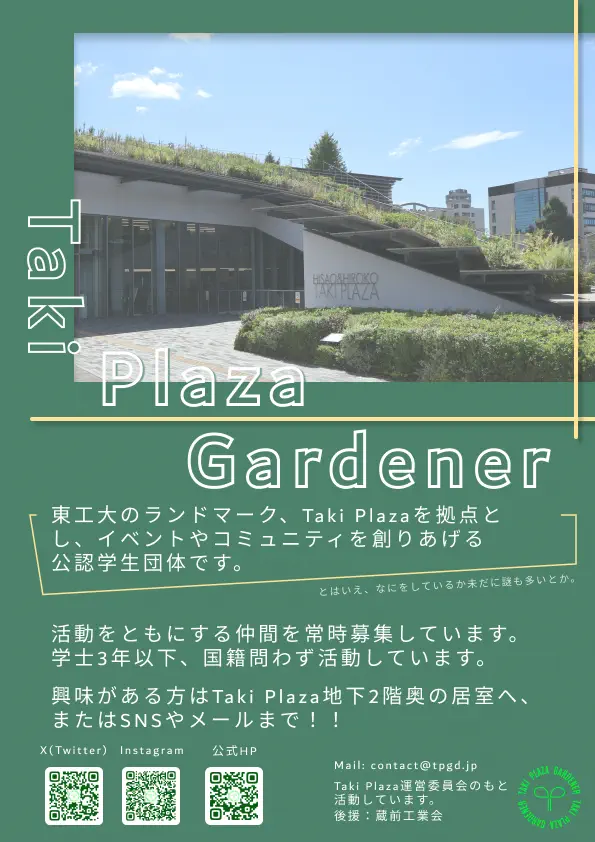 HISAO&HIROKO
TAKI PLAZA
Taki
Plaza
Gardener
東工大のランドマーク、Taki Plazaを拠点と
し、イベントやコミュニティを創りあげる
公認学生団体です。
とはいえ、なにをしているか未だに謎も多いとか。
活動をともにする仲間を常時募集しています。
学士3年以下、国籍問わず活動しています。
興味がある方はTaki Plaza地下2階奥の居室へ、
またはSNSやメールまで！！
X(Twitter) Instagram 公式HP
Mail: contact@tpgd.jp
Taki Plaza運営委員会のもと
活動しています。
後援：蔵前工業会
TAKI PLAZA GARDENER TAKI PLAZA GARDENER